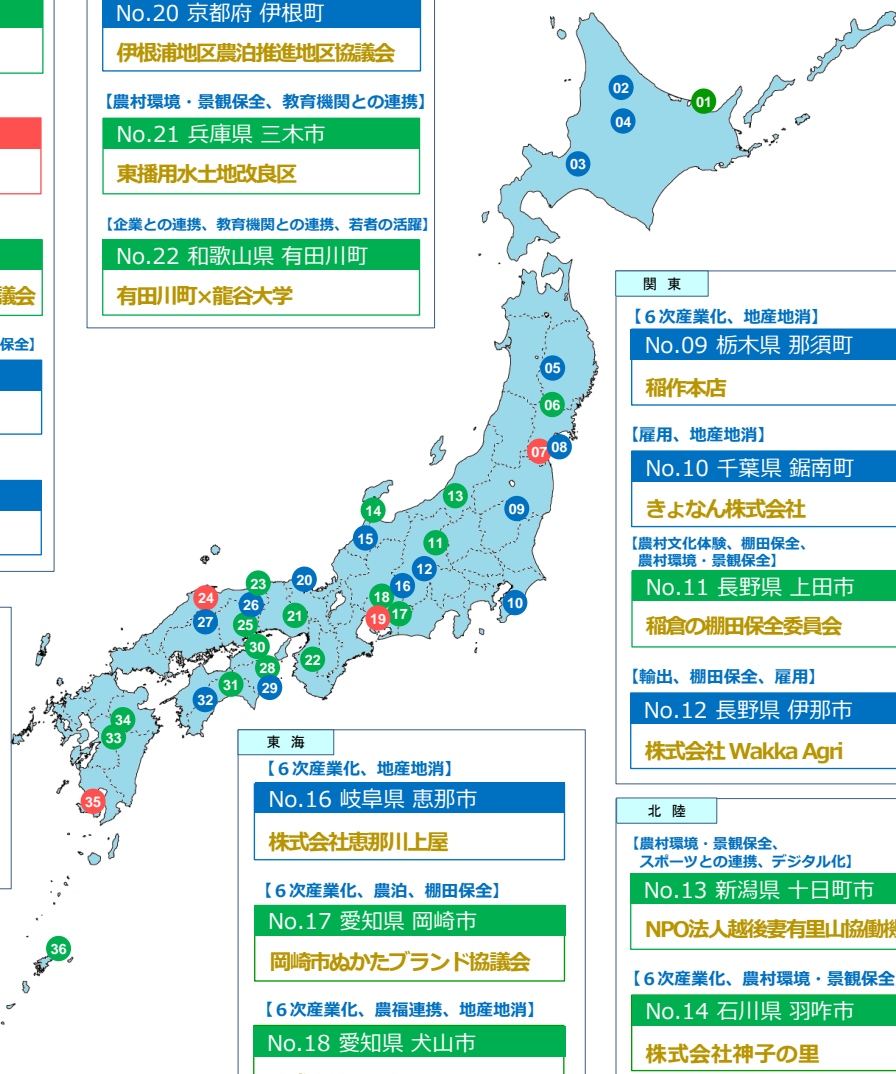 議会
保全】
No.20 京都府 伊根町
伊根浦地区農泊推進地区協議会
【農村環境・景観保全、教育機関との連携】
No.21 兵庫県 三木市
東播用水土地改良区
【企業との連携、教育機関との連携、若者の活躍】
No.22 和歌山県 有田川町
有田川町×龍谷大学
01
02
04
03
05
06
07
08
13
14
09
15
11
12
20
23
16
10
24
26
18
27
25
21
19
17
30
22
28
31
29
32
34
33
35
36
関 東
【6次産業化、地産地消】
No.09 栃木県 那須町
稲作本店
【雇用、地産地消】
No.10 千葉県 鋸南町
きょなん株式会社
【農村文化体験、棚田保全、
農村環境・景観保全】
No.11 長野県 上田市
稲倉の棚田保全委員会
【輸出、棚田保全、雇用】
No.12 長野県 伊那市
株式会社 Wakka Agri
北 陸
【農村環境・景観保全、
スポーツとの連携、デジタル化】
No.13 新潟県 十日町市
NPO法人越後妻有里山協働機
【6次産業化、農村環境・景観保全
No.14 石川県 羽咋市
株式会社神子の里
東 海
【6次産業化、地産地消】
No.16 岐阜県 恵那市
株式会社恵那川上屋
【6次産業化、農泊、棚田保全】
No.17 愛知県 岡崎市
岡崎市ぬかたブランド協議会
【6次産業化、農福連携、地産地消】
No.18 愛知県 犬山市